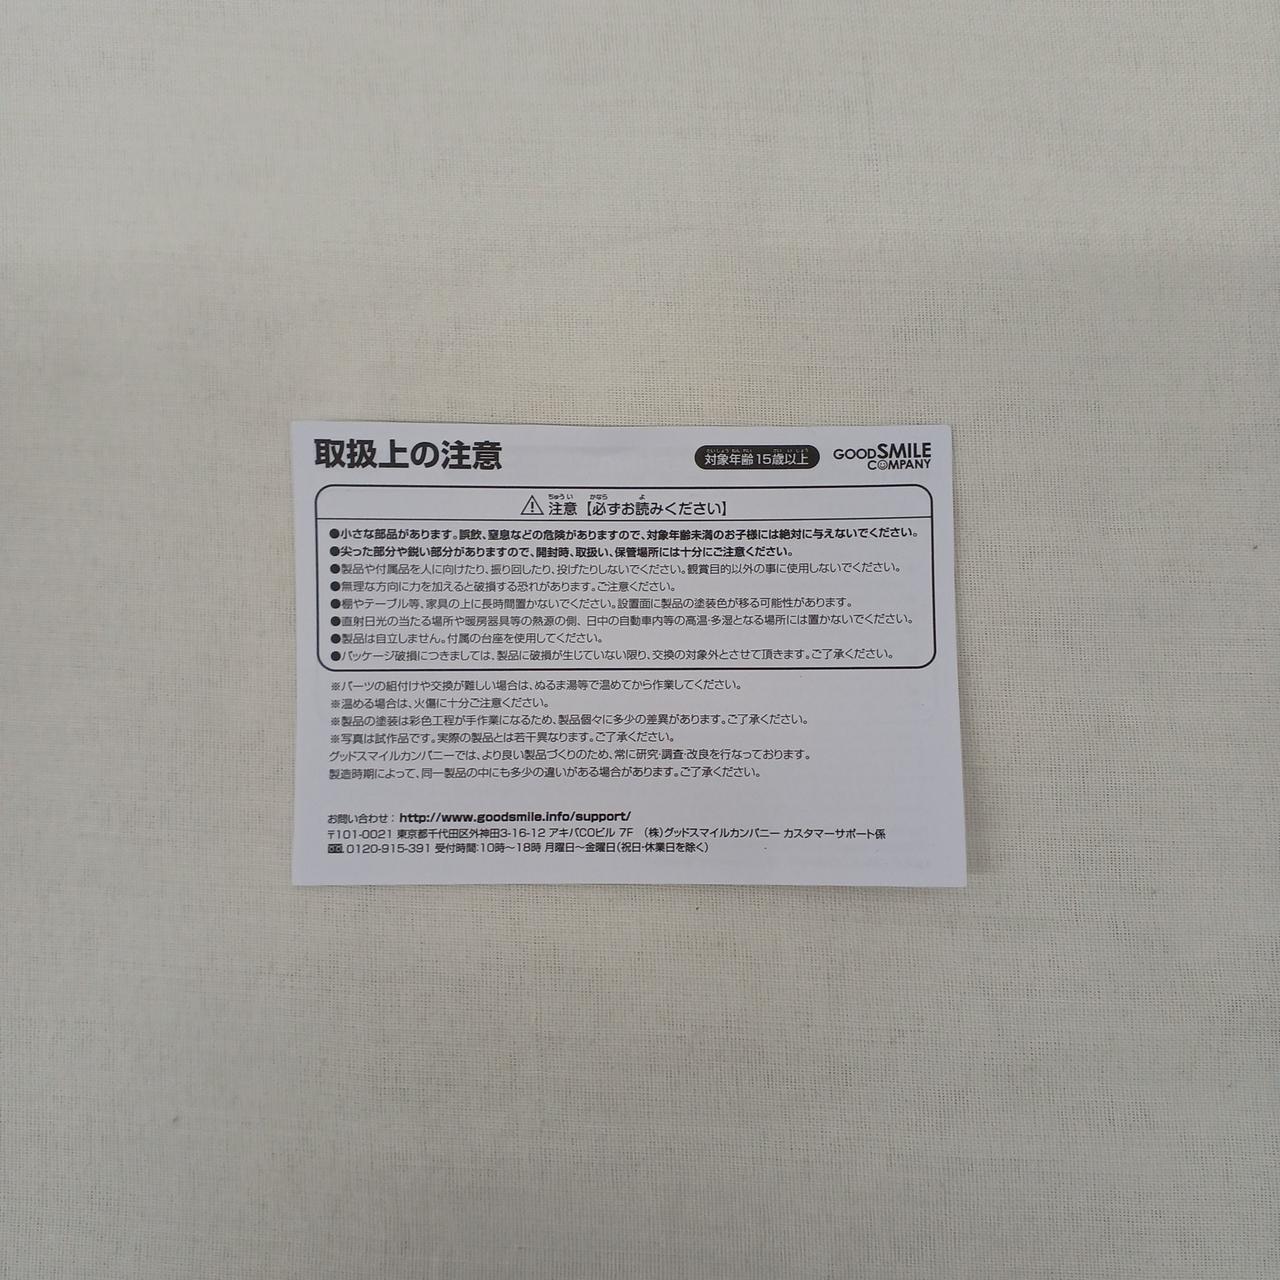 取扱上の注意
たいしょうねんれい さいいじょう
対象年齢15歳以上
GOODSMILE
COMPANY
ちゅうい かなら よ
注意【必ずお読みください】
●小さな部品があります。誤飲、窒息などの危険がありますので、対象年齢未満のお子様には絶対に与えないでください。
●尖った部分や鋭い部分がありますので、開封時、取扱い、保管場所には十分にご注意ください。
●製品や付属品を人に向けたり、振り回したり、投げたりしないでください。観賞目的以外の事に使用しないでください。
●無理な方向に力を加えると破損する恐れがあります。ご注意ください。
●棚やテーブル等、家具の上に長時間置かないでください。設置面に製品の塗装色が移る可能性があります。
●直射日光の当たる場所や暖房器具等の熱源の側、日中の自動車内等の高温・多湿となる場所には置かないでください。
●製品は自立しません。付属の台座を使用してください。
●パッケージ破損につきましては、製品に破損が生じていない限り、交換の対象外とさせて頂きます。ご了承ください。
※パーツの組付けや交換が難しい場合は、ぬるま湯等で温めてから作業してください。
※温める場合は、火傷に十分ご注意ください。
※製品の塗装は彩色工程が手作業になるため、製品個々に多少の差異があります。ご了承ください。
※写真は試作品です。実際の製品とは若干異なります。ご了承ください。
グッドスマイルカンパニーでは、より良い製品づくりのため、常に研究・調査・改良を行なっております。
製造時期によって、同一製品の中にも多少の違いがある場合があります。ご了承ください。
お問い合わせ：http://www.goodsmile.info/support/
〒101-0021 東京都千代田区外神田3-16-12 アキバCOビル 7F （株）グッドスマイルカンパニー カスタマーサポート係
0120-915-391 受付時間：10時～18時 月曜日～金曜日（祝日・休業日を除く）